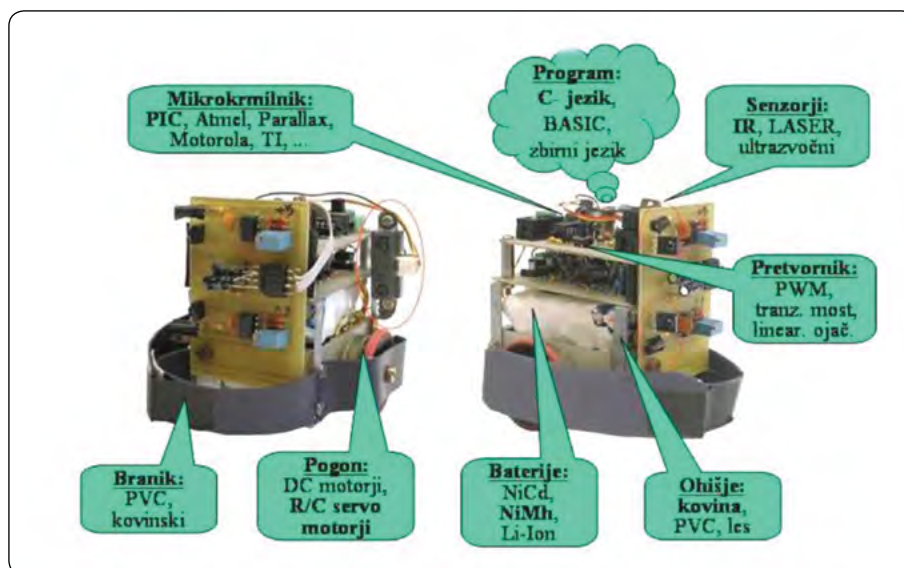 Program:
C- jezik,
BASIC,
zbirni jezik
Mikrokrmilnik:
PIC, Atmel, Parallax,
Motorola, TI, ...
Senzorji:
IR, LASER,
ultrazvočni
Pretvornik:
PWM,
tranz. most,
linear. ojač.
Branik:
PVC,
kovinski
Pogon:
DC motorji,
R/C servo
motorji
Baterije:
NiCd,
NiMh,
Li-Ion
Ohišje:
kovina,
PVC, les